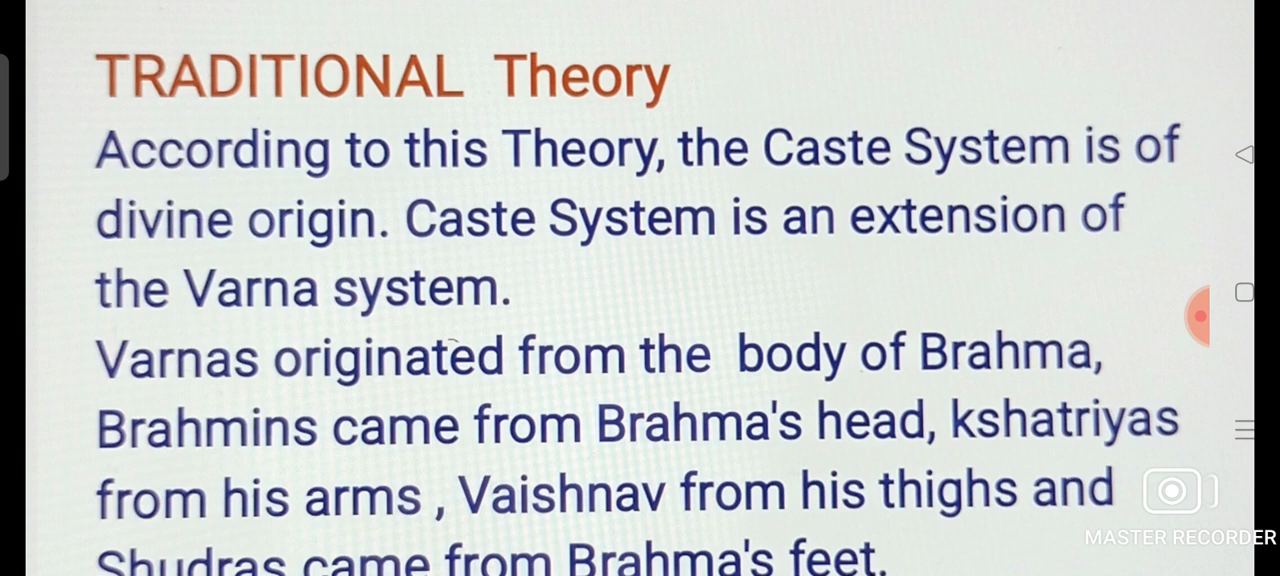 TRADITIONAL Theory
According to this Theory, the Caste System is of
divine origin. Caste System is an extension of
the Varna system.
Varnas originated from the body of Brahma,
Brahmins came from Brahma's head, kshatriyas
from his arms , Vaishnav from his thighs and
Shudras came from Brahma's feet.
MASTER RECORDER